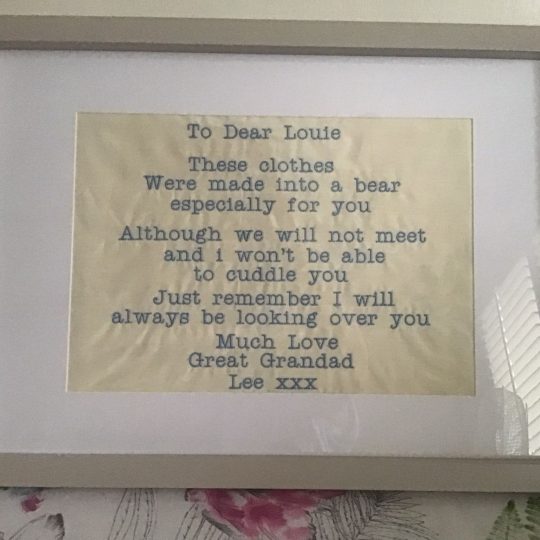 To Dear Louie
These clothes
Were made into a bear
especially for you
Although we will not meet
and i won't be able
to cuddle you
Just remember I will
always be looking over you
Much Love
Great Grandad
Lee xxx